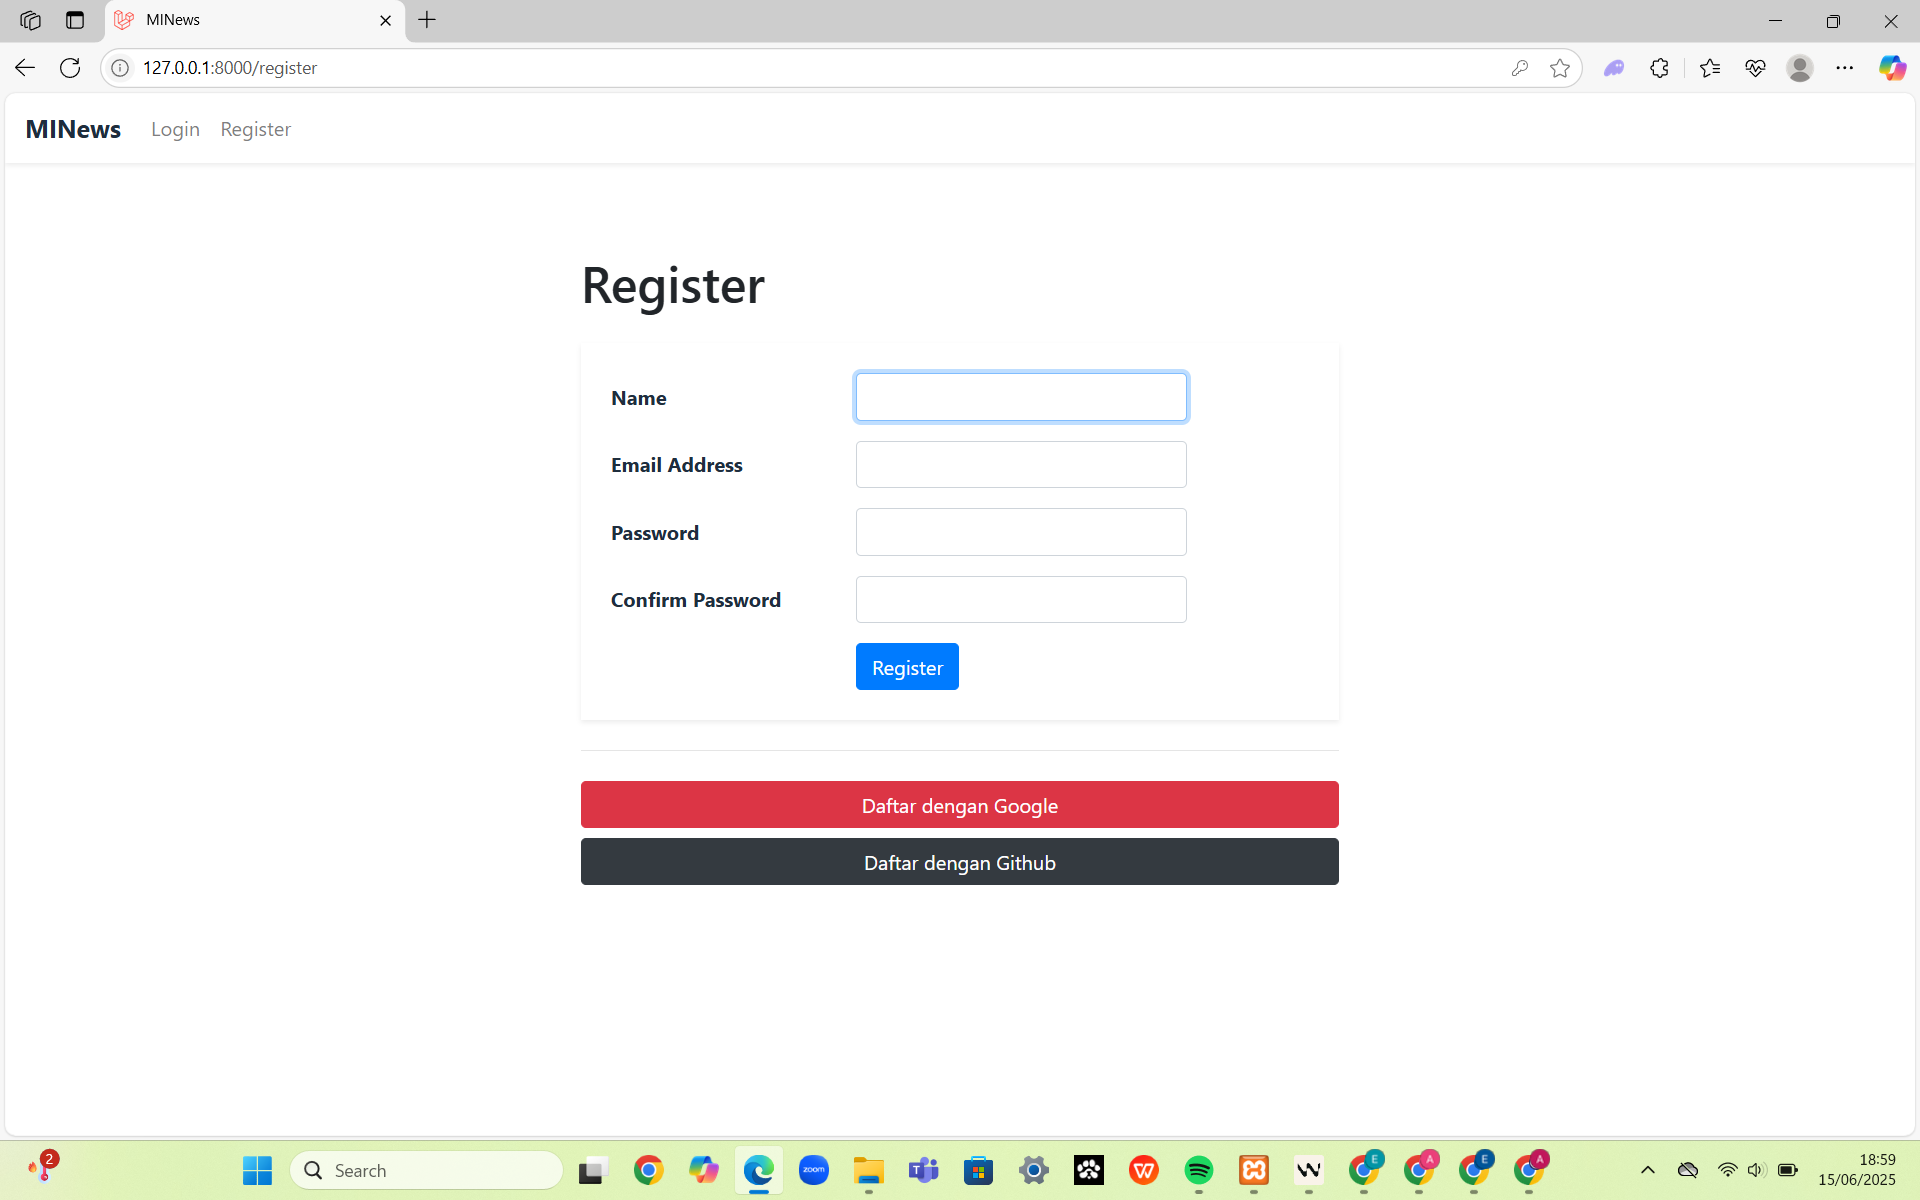 MINews
127.0.0.1:8000/register
MINews Login Register
Register
Name
Email Address
Password
Confirm Password
Register
Daftar dengan Google
Daftar dengan Github
2
Search
zoom
T
W
W
E
A
E
A
18:59
15/06/2025